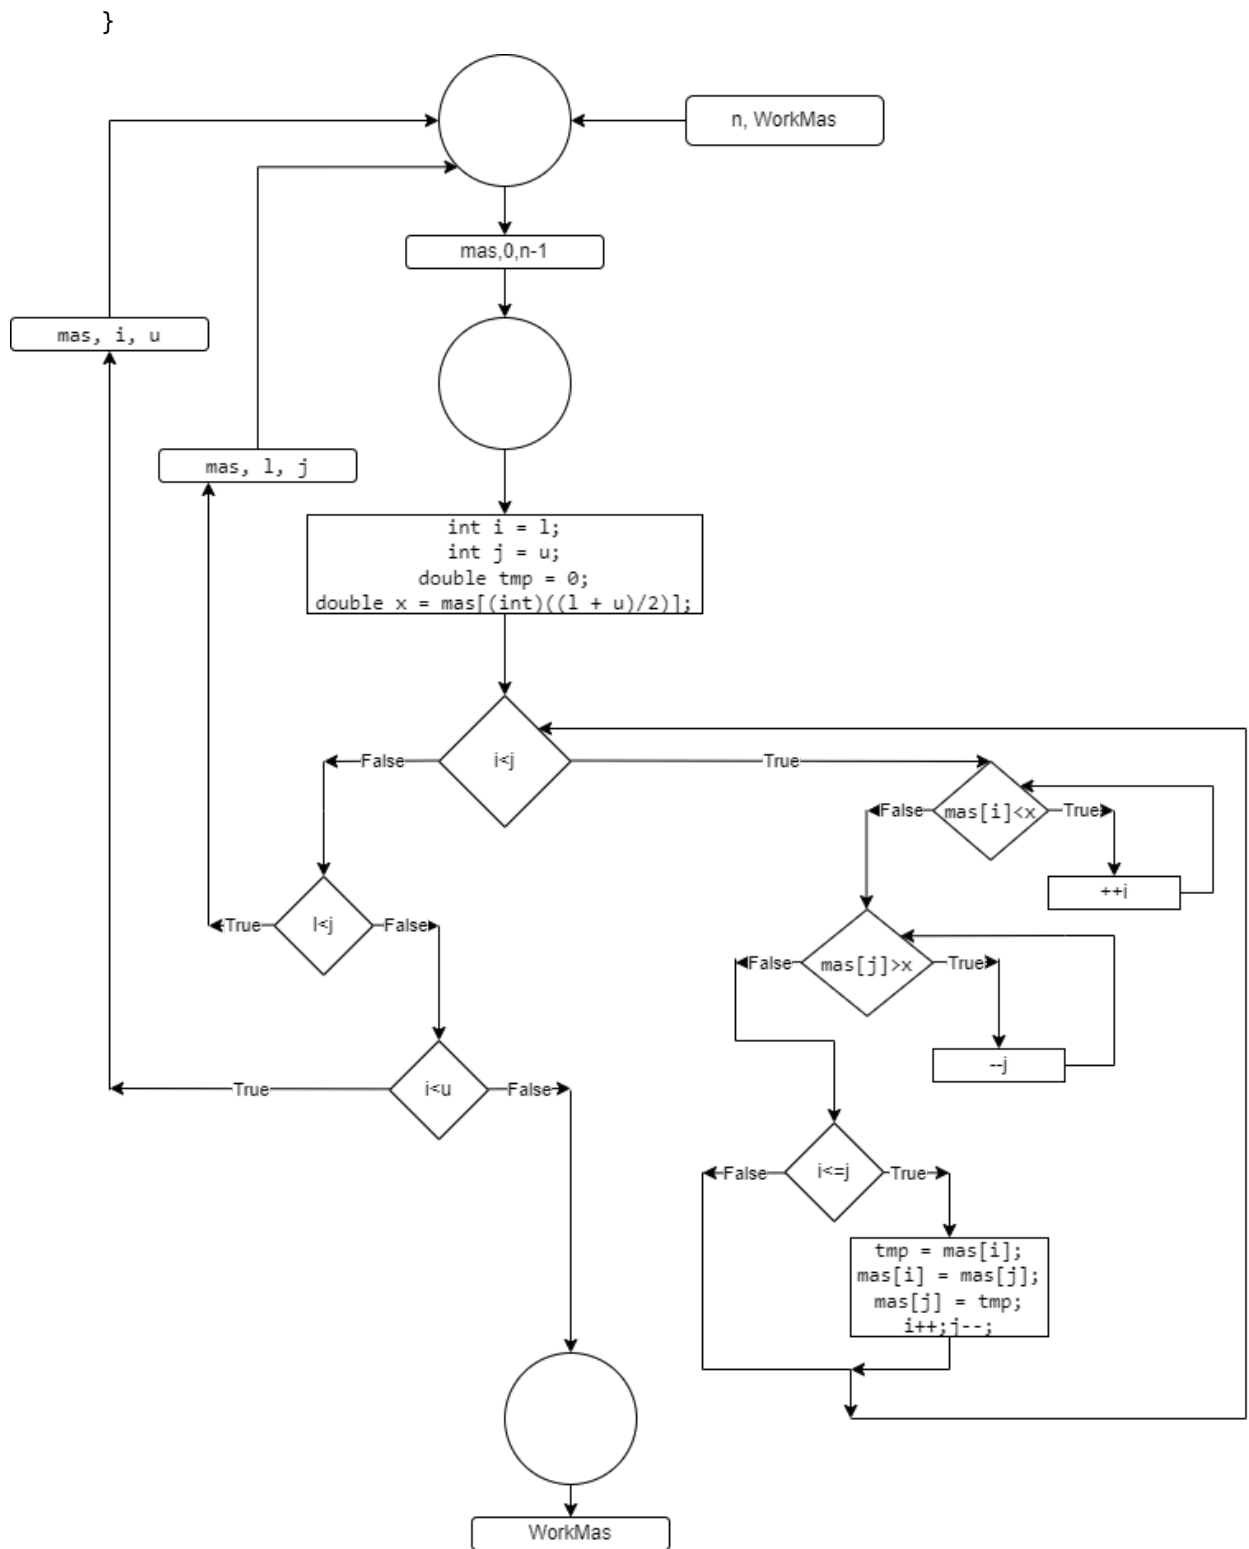 }
n, WorkMas
mas,0,n-1
mas, i, u
mas, l, j
int i = l;
int j = u;
double tmp = 0;
double x = mas[(int)((l + u)/2)];
i<j
False
True
mas[i]<x
False
True
++i
l<j
True
False
mas[j]>x
False
True
--j
i<u
True
False
i<=j
False
True
tmp = mas[i];
mas[i] = mas[j];
mas[j] = tmp;
i++;j--;
WorkMas